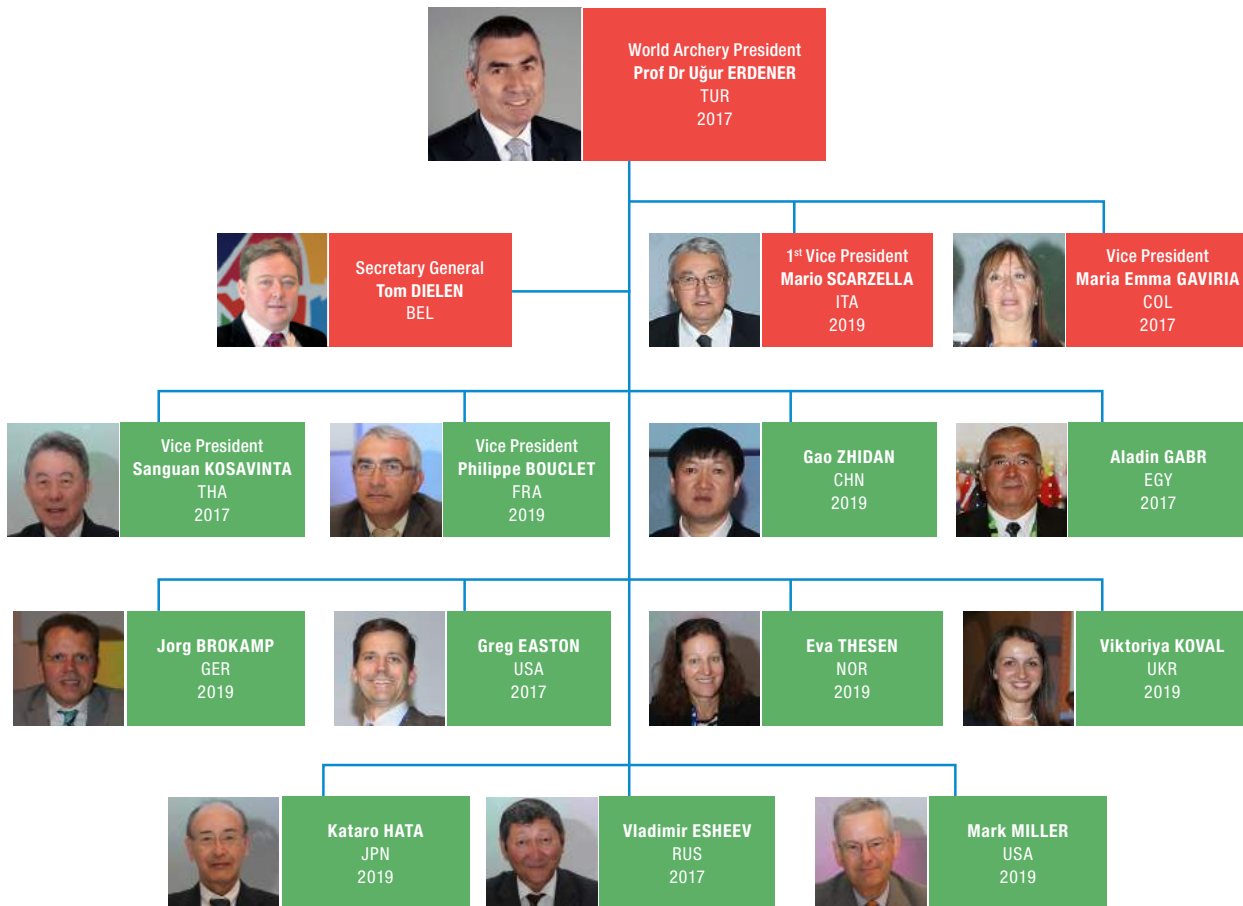 World Archery President
Prof Dr Uğur ERDENER
TUR
2017
Secretary General
Tom DIELEN
BEL
1st Vice President
Mario SCARZELLA
ITA
2019
Vice President
Maria Emma GAVIRIA
COL
2017
Vice President
Sanguan KOSAVINTA
THA
2017
Vice President
Philippe BOUCLET
FRA
2019
Gao ZHIDAN
CHN
2019
Aladin GABR
EGY
2017
Jorg BROKAMP
GER
2019
Greg EASTON
USA
2017
Eva THESEN
NOR
2019
Viktoriya KOVAL
UKR
2019
Kataro HATA
JPN
2019
Vladimir ESHEEV
RUS
2017
Mark MILLER
USA
2019